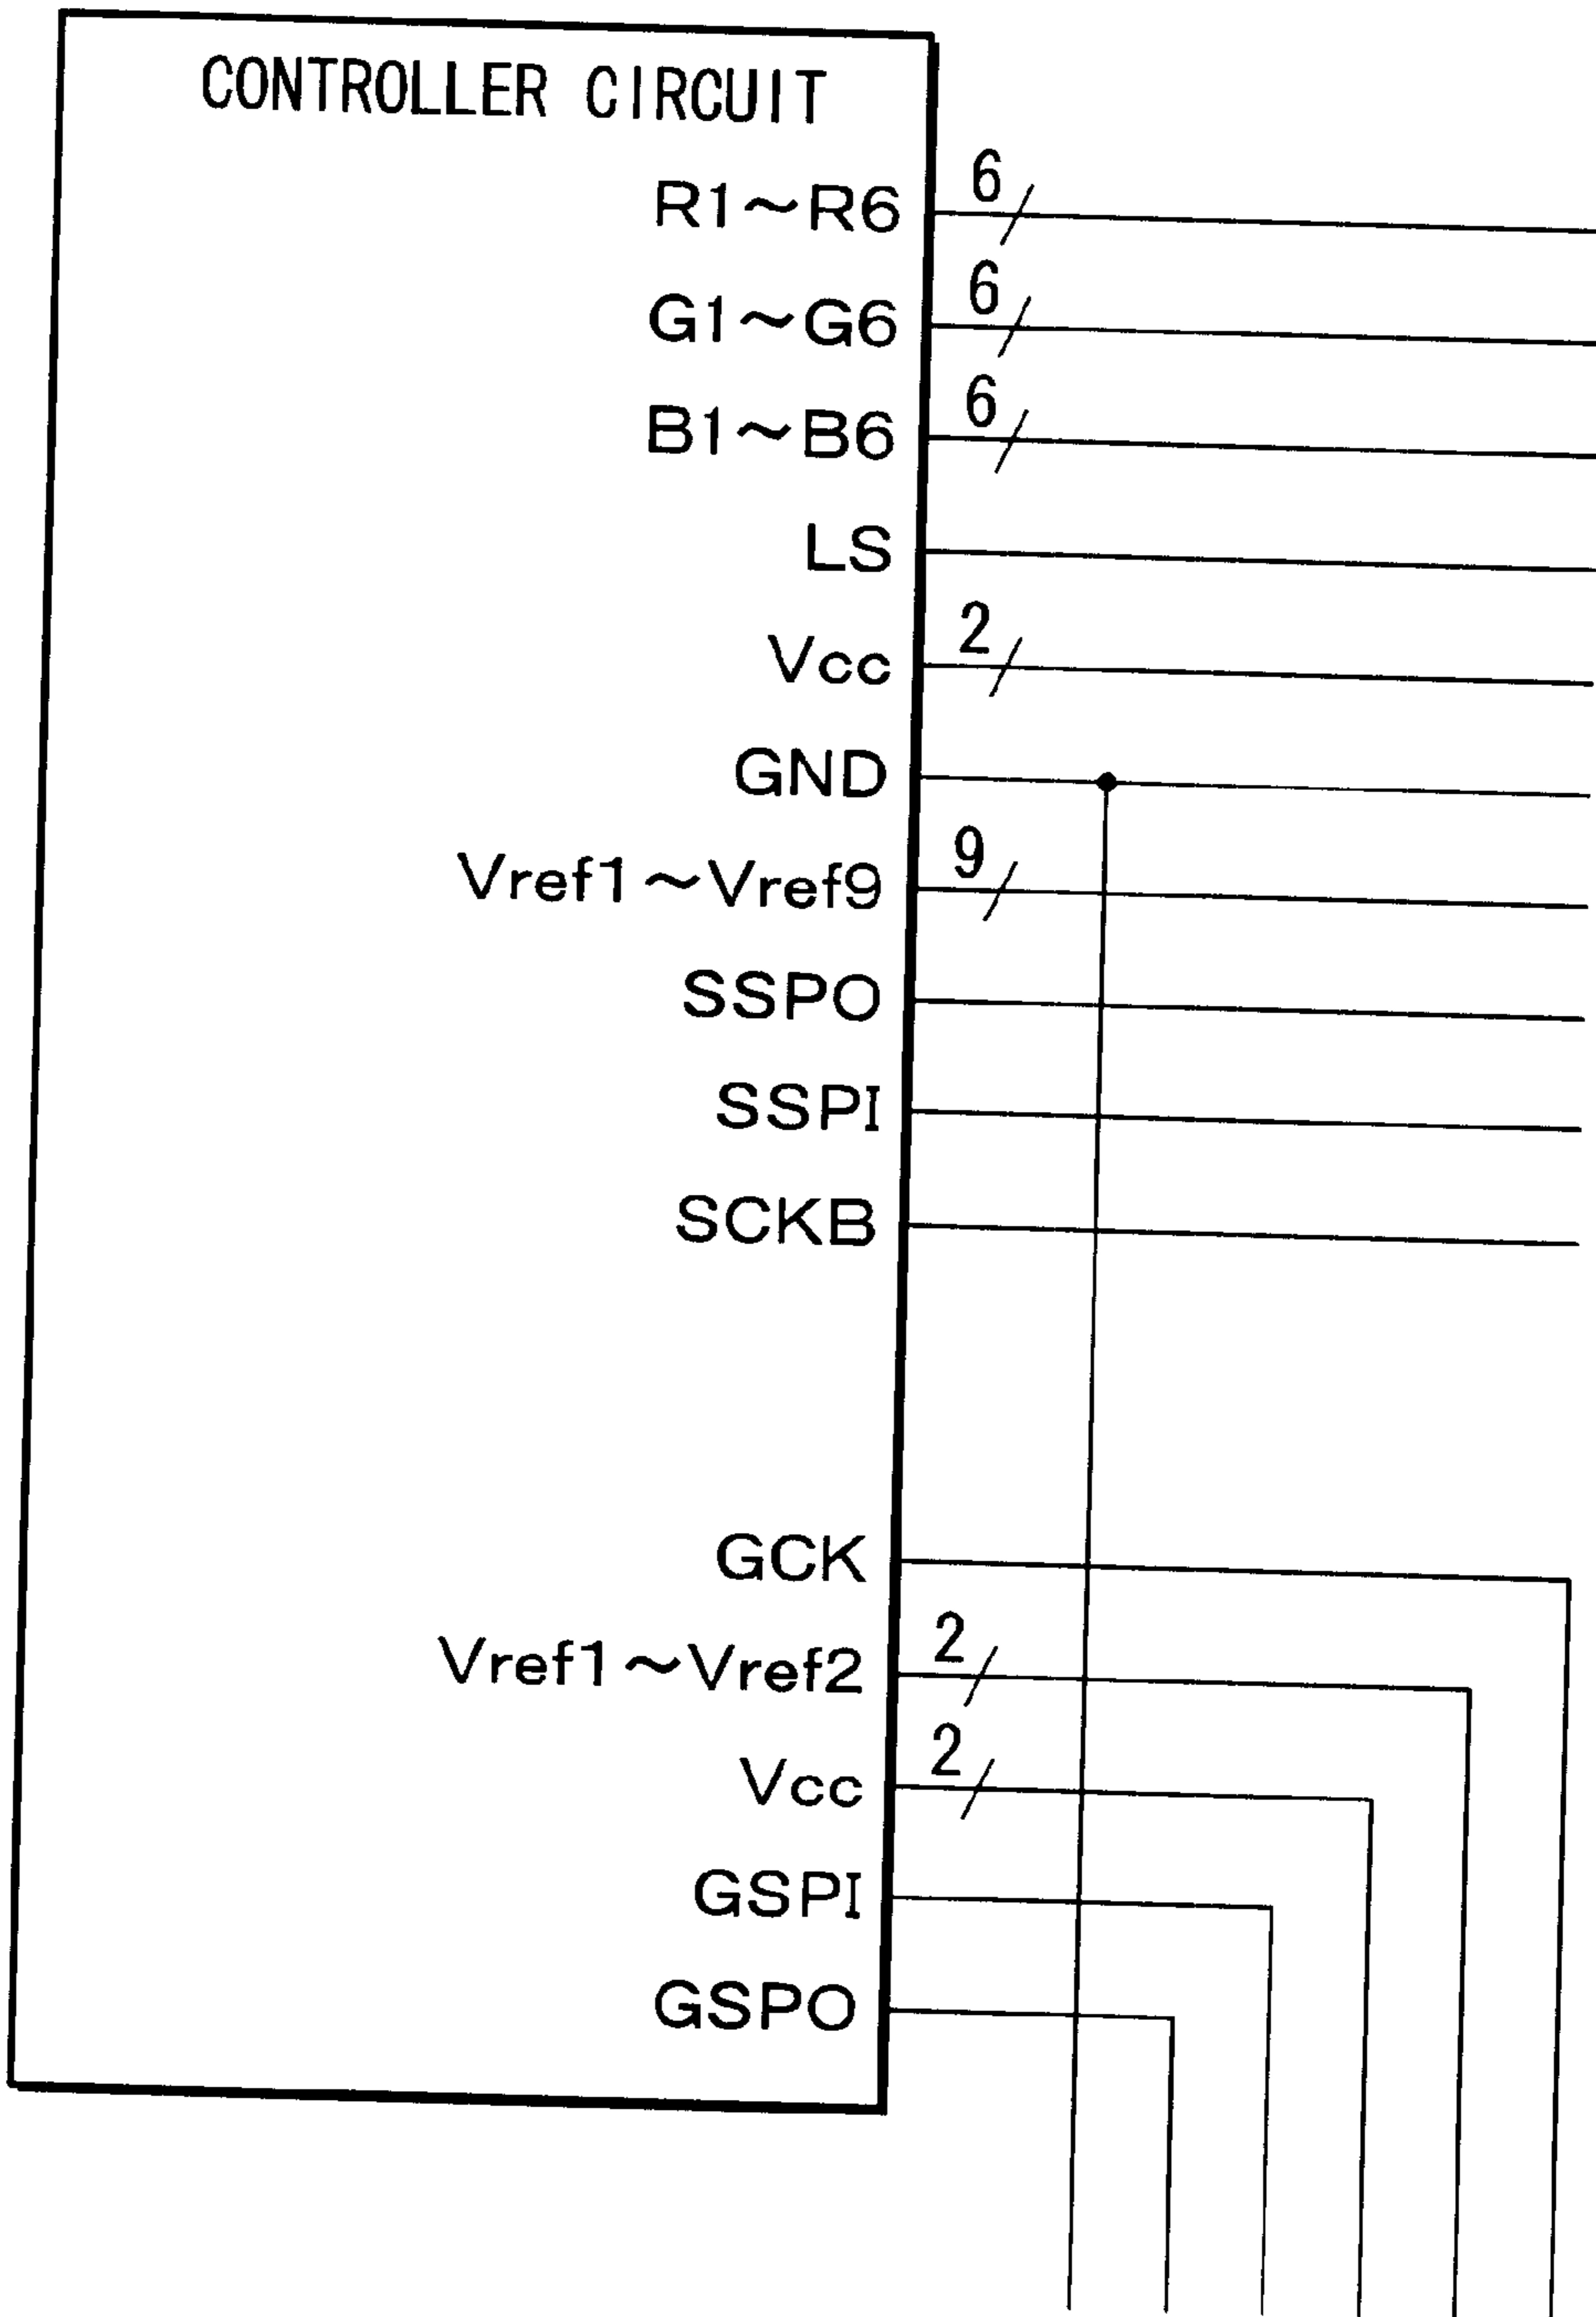 CONTROLLER CIRCUIT
R1～R6 6
G1～G6 6
B1～B6 6
LS
Vcc 2
GND
Vref1～Vref9 9
SSPO
SSPI
SCKB
GCK
Vref1～Vref2 2
Vcc 2
GSPI
GSPO